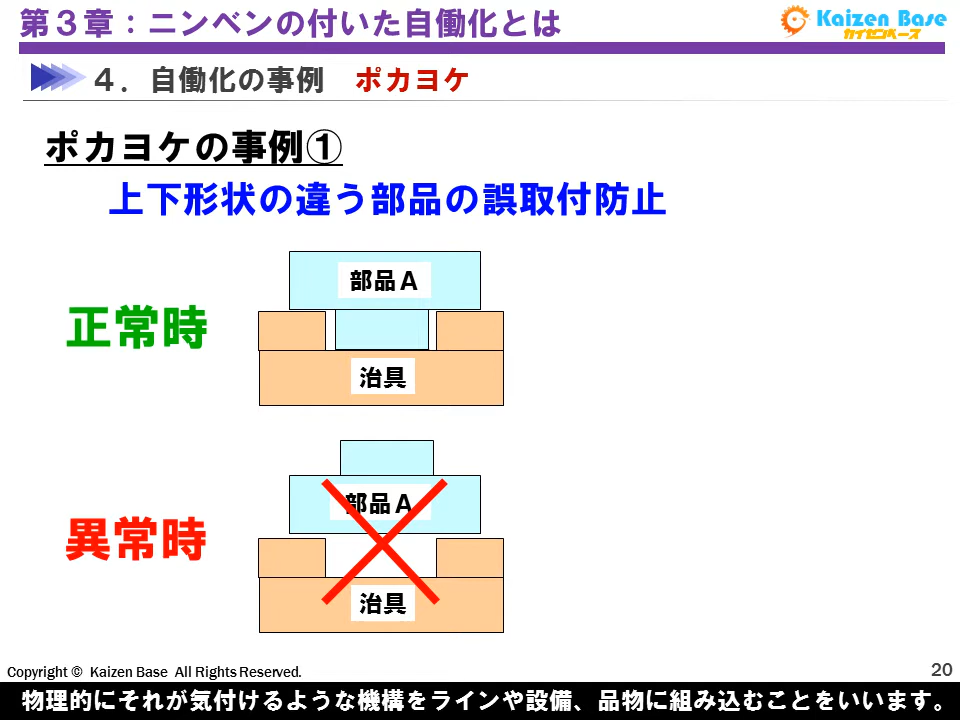 第３章：ニンベンの付いた自働化とは
Kaizen Base
カイゼンベース
４．自働化の事例　ポカヨケ
ポカヨケの事例①
上下形状の違う部品の誤取付防止
部品Ａ
正常時
治具
部品Ａ
異常時
治具
Copyright © Kaizen Base All Rights Reserved.
20
物理的にそれが気付けるような機構をラインや設備、品物に組み込むことをいいます。